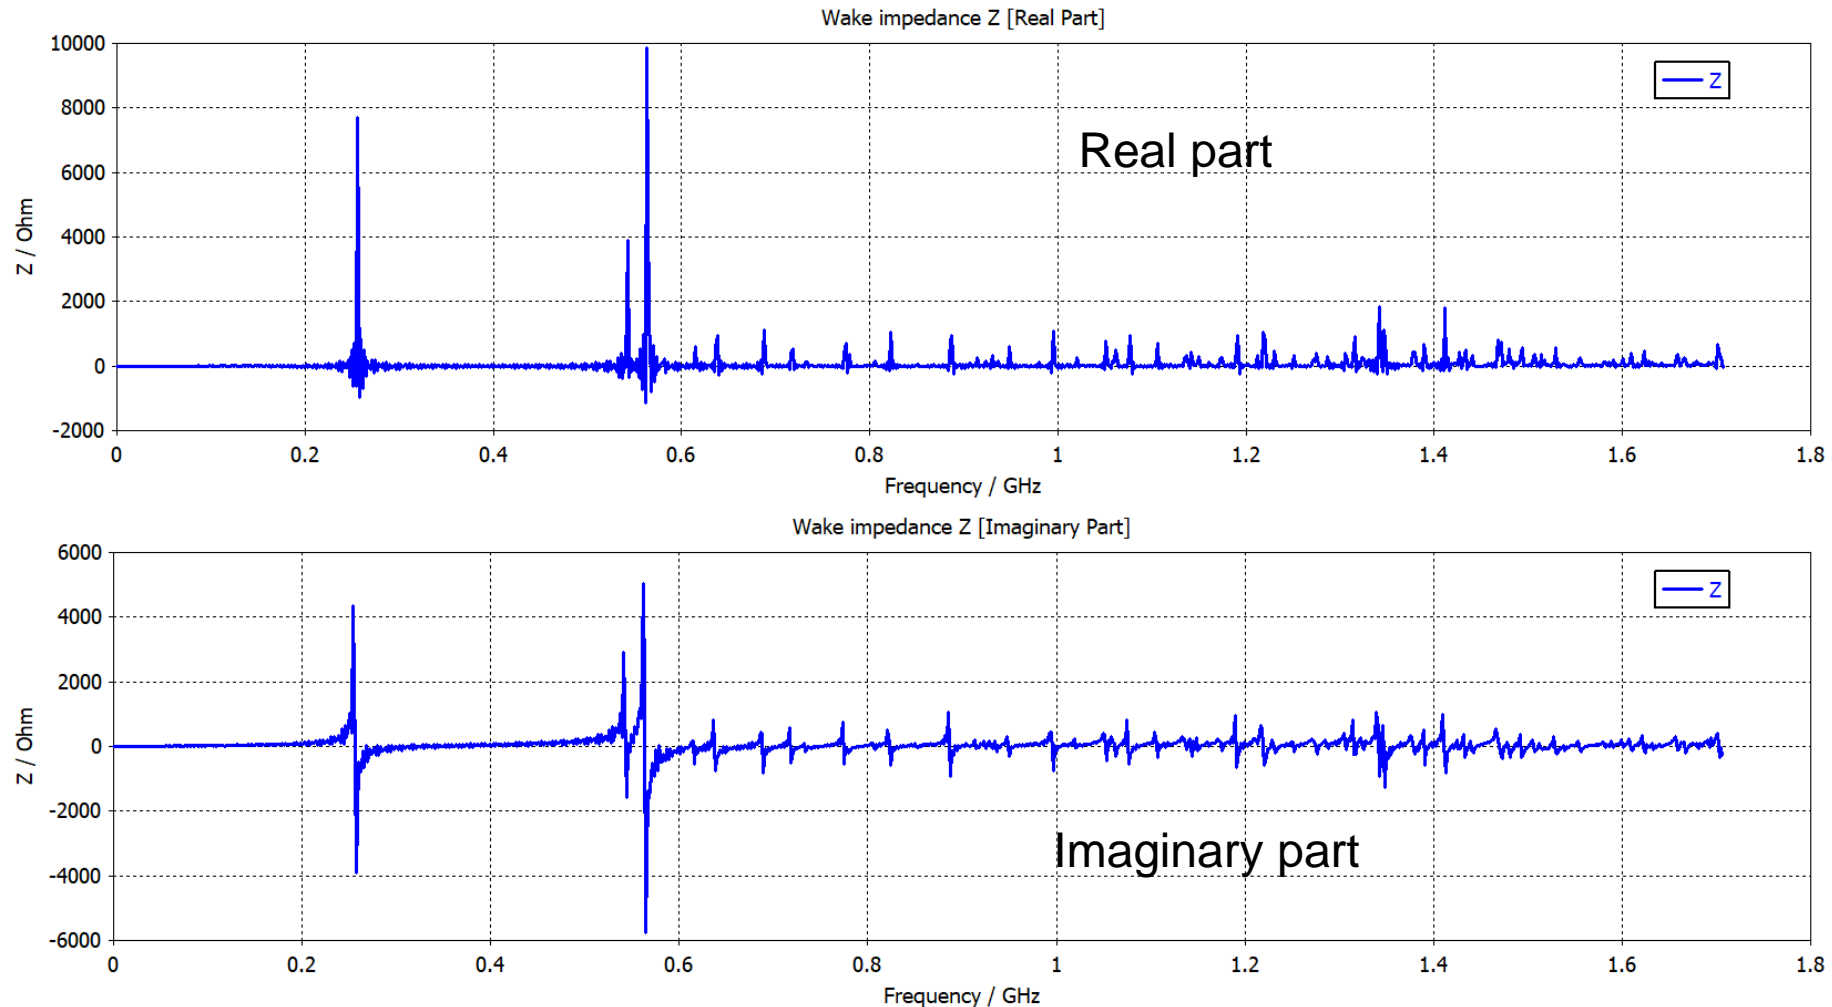 Wake impedance Z [Real Part]
10000
8000
6000
4000
2000
0
-2000
Z / Ohm
Z
Real part
0 0.2 0.4 0.6 0.8 1 1.2 1.4 1.6 1.8
Frequency / GHz
Wake impedance Z [Imaginary Part]
6000
4000
2000
0
-2000
-4000
-6000
Z / Ohm
Z
Imaginary part
0 0.2 0.4 0.6 0.8 1 1.2 1.4 1.6 1.8
Frequency / GHz